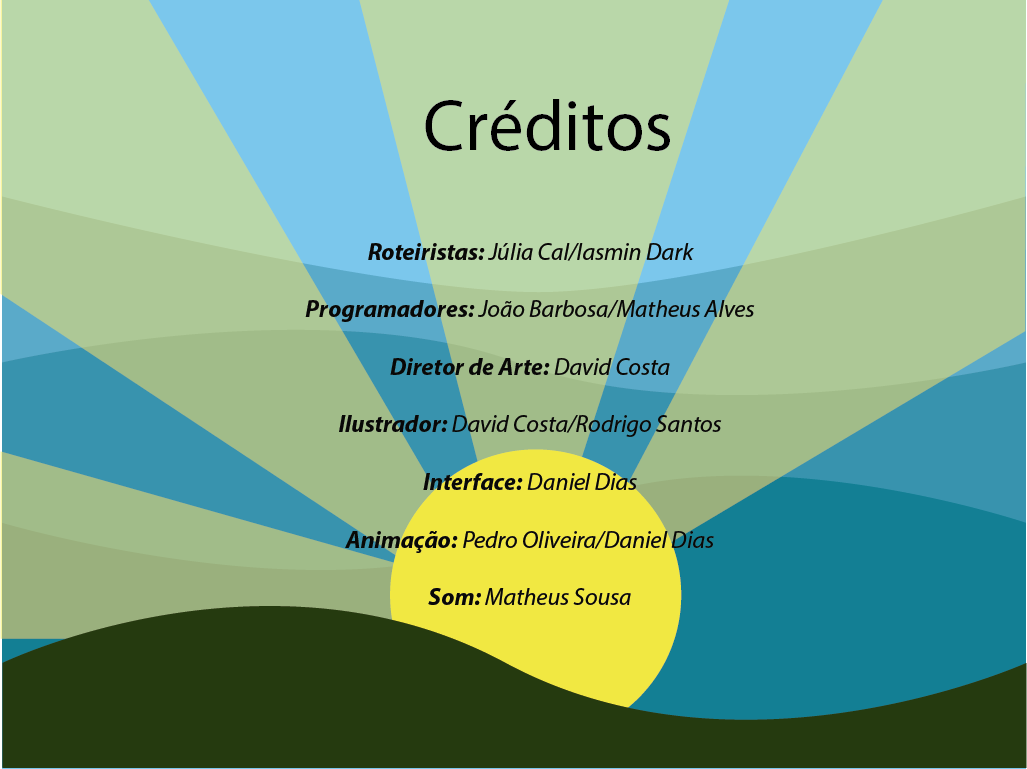 Créditos
Roteiristas: Júlia Cal/Iasmin Dark
Programadores: João Barbosa/Matheus Alves
Diretor de Arte: David Costa
Ilustrador: David Costa/Rodrigo Santos
Interface: Daniel Dias
Animação: Pedro Oliveira/Daniel Dias
Som: Matheus Sousa